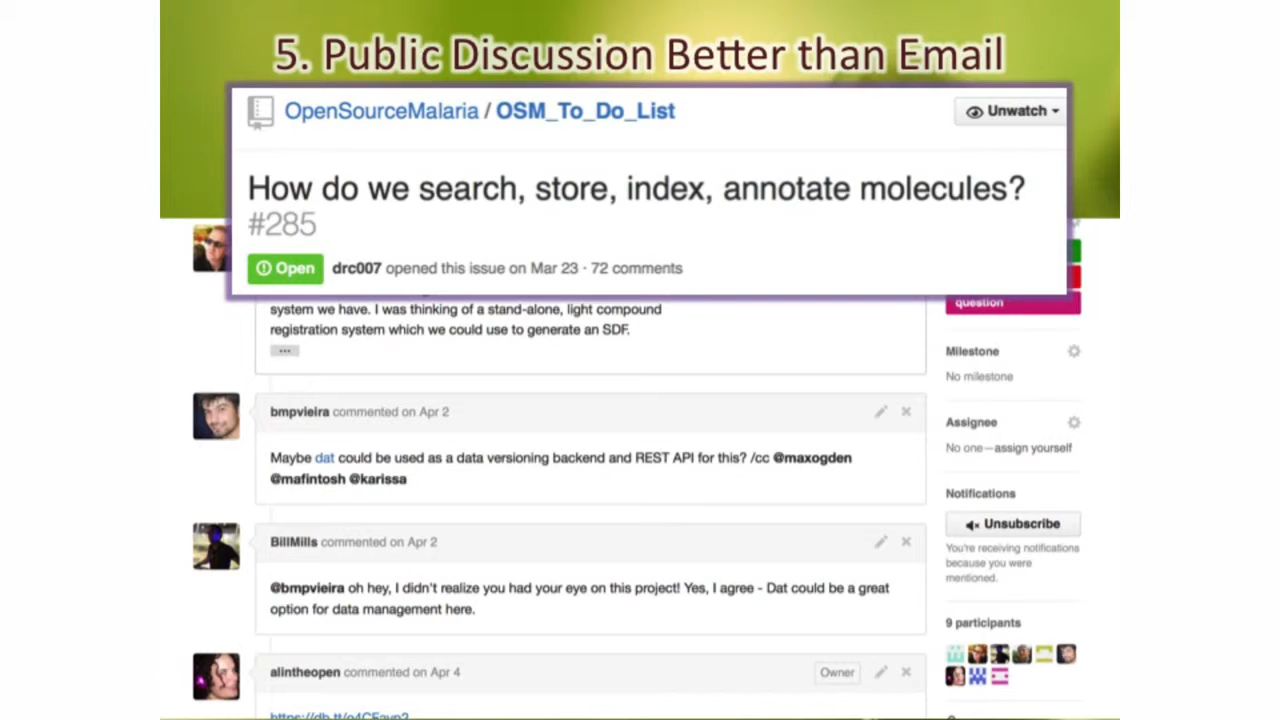 5. Public Discussion Better than Email
OpenSourceMalaria / OSM_To_Do_List
Unwatch
How do we search, store, index, annotate molecules?
#285
Open drc007 opened this issue on Mar 23 · 72 comments
question
system we have. I was thinking of a stand-alone, light compound
registration system which we could use to generate an SDF.
...
Milestone
No milestone
bmpvieira commented on Apr 2
Assignee
No one—assign yourself
Maybe dat could be used as a data versioning backend and REST API for this? /cc @maxogden
@mafintosh @karissa
Notifications
Unsubscribe
You're receiving notifications
because you were
mentioned.
BillMills commented on Apr 2
@bmpvieira oh hey, I didn't realize you had your eye on this project! Yes, I agree - Dat could be a great
option for data management here.
9 participants
alintheopen commented on Apr 4
Owner